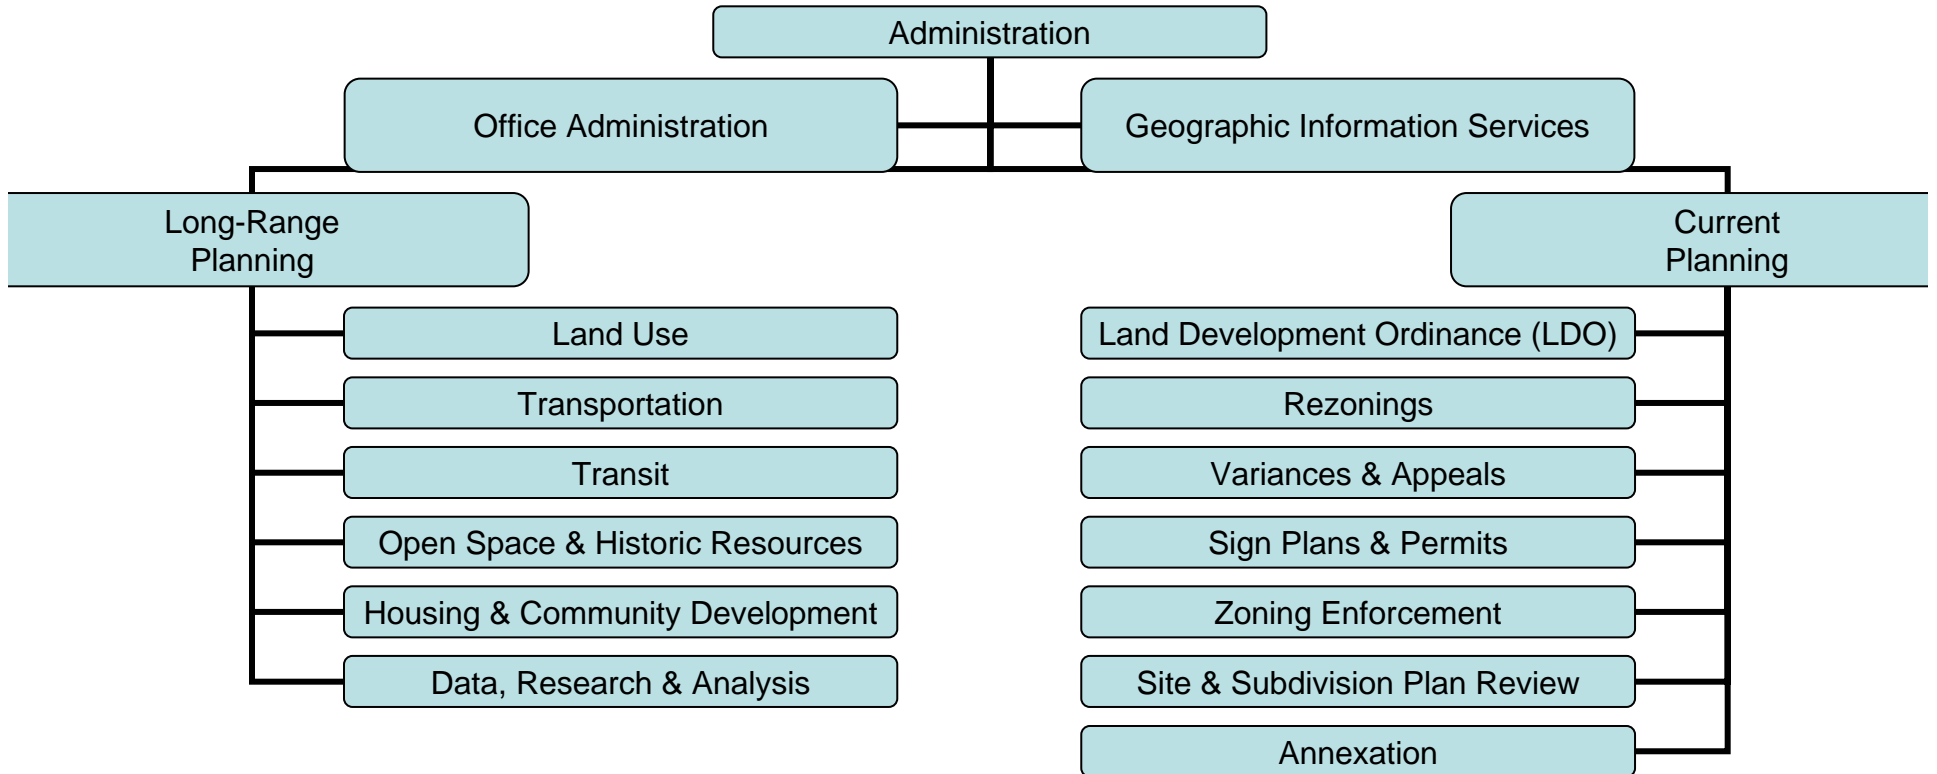 Administration
Office Administration
Geographic Information Services
Long-Range
Planning
Current
Planning
Land Use
Transportation
Transit
Open Space & Historic Resources
Housing & Community Development
Data, Research & Analysis
Land Development Ordinance (LDO)
Rezonings
Variances & Appeals
Sign Plans & Permits
Zoning Enforcement
Site & Subdivision Plan Review
Annexation